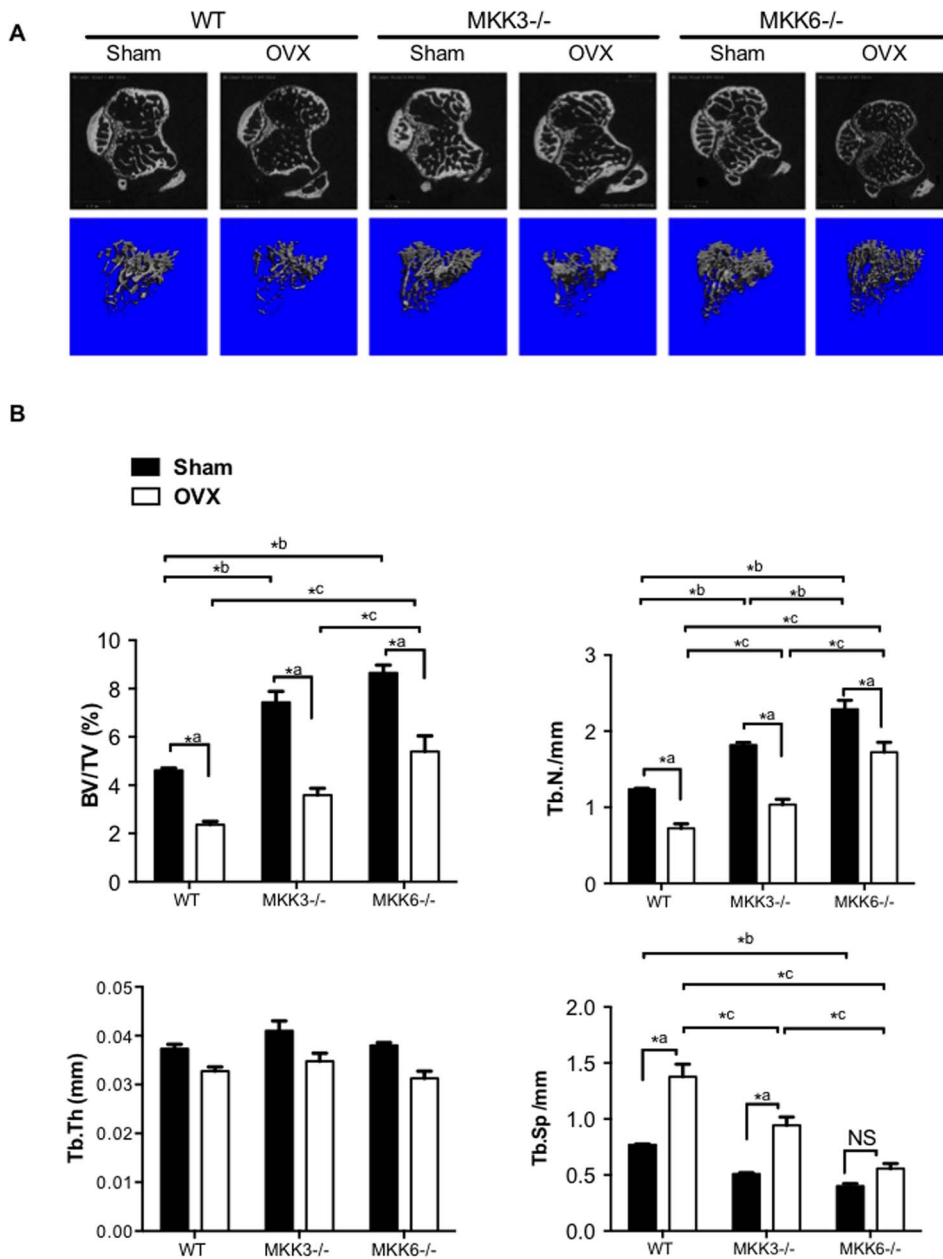 A
WT MKK3-/- MKK6-/-
Sham OVX Sham OVX Sham OVX
B
Sham
OVX
*b
*b
*c
*c
*a
*a
*a
BV/TV (%)
10
8
6
4
2
0
WT MKK3-/- MKK6-/-
*b
*b *b
*c
*c *c
*a
*a
*a
Tb.N./mm
3
2
1
0
WT MKK3-/- MKK6-/-
Tb.Th (mm)
0.05
0.04
0.03
0.02
0.01
0.00
WT MKK3-/- MKK6-/-
*b
*c
*c *c
*a
*a
NS
Tb.Sp /mm
2.0
1.5
1.0
0.5
0.0
WT MKK3-/- MKK6-/-